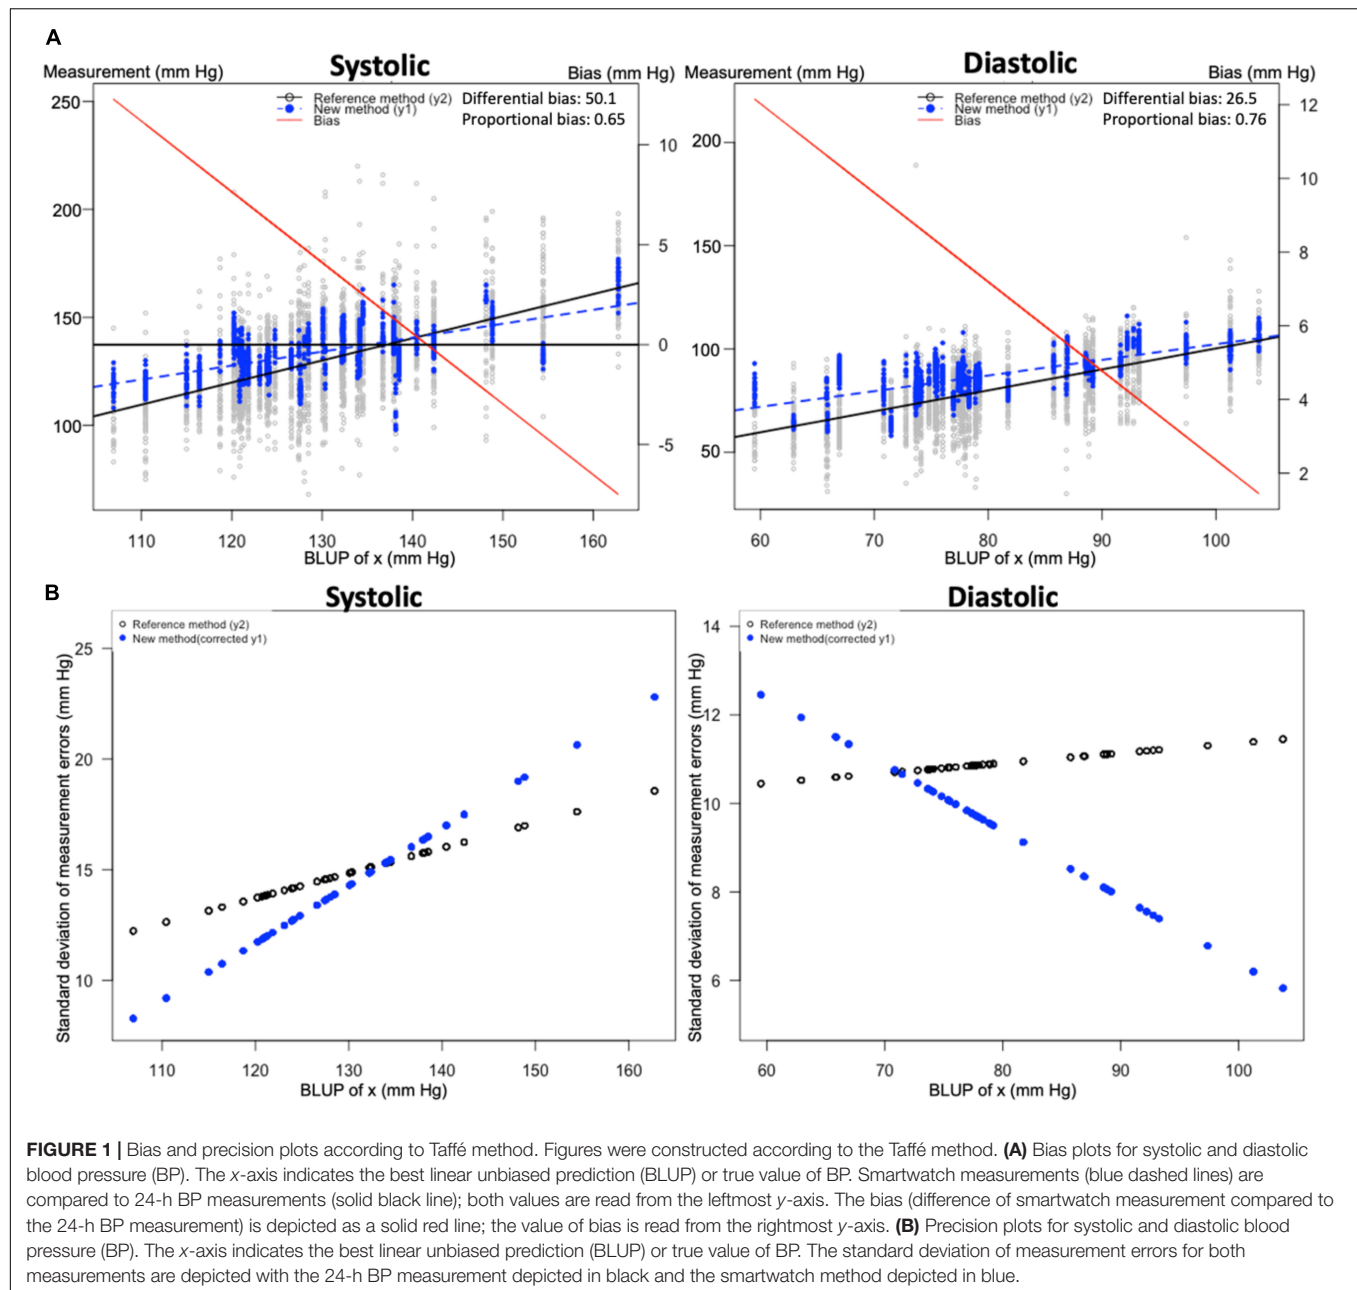 A
Systolic
Measurement (mm Hg)
Bias (mm Hg)
Reference method (y2)
New method (y1)
Bias
Differential bias: 50.1
Proportional bias: 0.65
250
200
150
100
10
5
0
-5
110 120 130 140 150 160
BLUP of x (mm Hg)
Diastolic
Measurement (mm Hg)
Bias (mm Hg)
Reference method (y2)
New method (y1)
Bias
Differential bias: 26.5
Proportional bias: 0.76
200
150
100
50
12
10
8
6
4
2
60 70 80 90 100
BLUP of x (mm Hg)
B
Systolic
Reference method (y2)
New method(corrected y1)
Standard deviation of measurement errors (mm Hg)
25
20
15
10
110 120 130 140 150 160
BLUP of x (mm Hg)
Diastolic
Reference method (y2)
New method(corrected y1)
Standard deviation of measurement errors (mm Hg)
14
12
10
8
6
60 70 80 90 100
BLUP of x (mm Hg)
FIGURE 1 | Bias and precision plots according to Taffé method. Figures were constructed according to the Taffé method. (A) Bias plots for systolic and diastolic
blood pressure (BP). The x-axis indicates the best linear unbiased prediction (BLUP) or true value of BP. Smartwatch measurements (blue dashed lines) are
compared to 24-h BP measurements (solid black line); both values are read from the leftmost y-axis. The bias (difference of smartwatch measurement compared to
the 24-h BP measurement) is depicted as a solid red line; the value of bias is read from the rightmost y-axis. (B) Precision plots for systolic and diastolic blood
pressure (BP). The x-axis indicates the best linear unbiased prediction (BLUP) or true value of BP. The standard deviation of measurement errors for both
measurements are depicted with the 24-h BP measurement depicted in black and the smartwatch method depicted in blue.